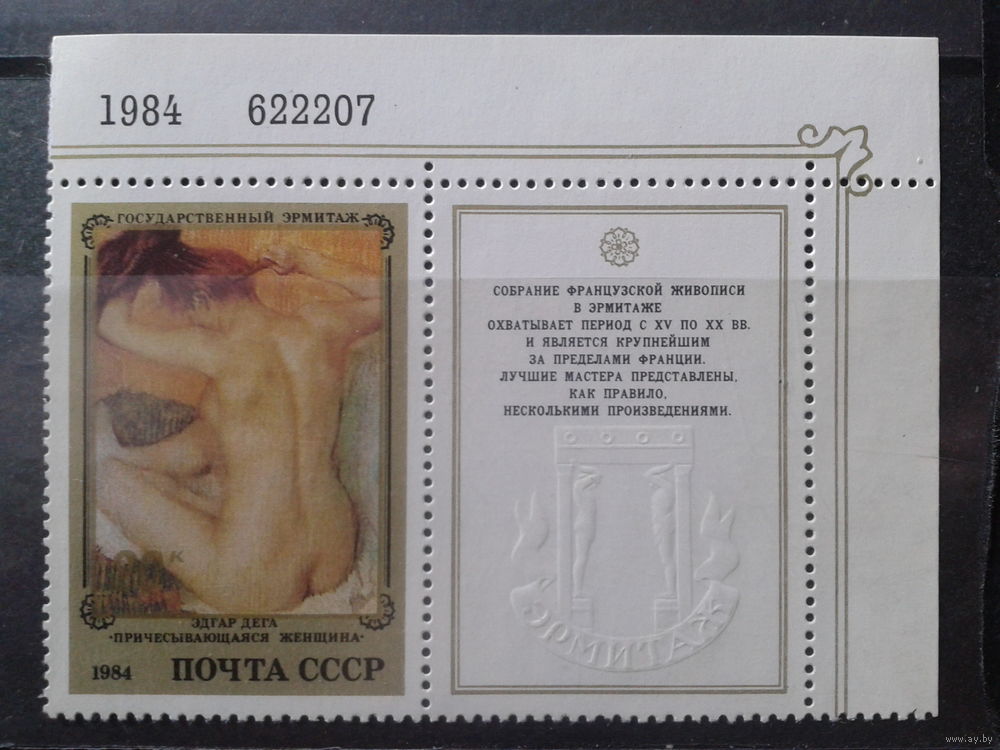 1984 622207
ГОСУДАРСТВЕННЫЙ ЭРМИТАЖ
К
ЭДГАР ДЕГА
·ПРИЧЕСЫВАЮЩАЯСЯ ЖЕНЩИНА·
1984 ПОЧТА СССР
СОБРАНИЕ ФРАНЦУЗСКОЙ ЖИВОПИСИ
В ЭРМИТАЖЕ
ОХВАТЫВАЕТ ПЕРИОД С XV ПО XX ВВ.
И ЯВЛЯЕТСЯ КРУПНЕЙШИМ
ЗА ПРЕДЕЛАМИ ФРАНЦИИ.
ЛУЧШИЕ МАСТЕРА ПРЕДСТАВЛЕНЫ,
КАК ПРАВИЛО,
НЕСКОЛЬКИМИ ПРОИЗВЕДЕНИЯМИ.
ЭРМИТАЖ
www.ay.by